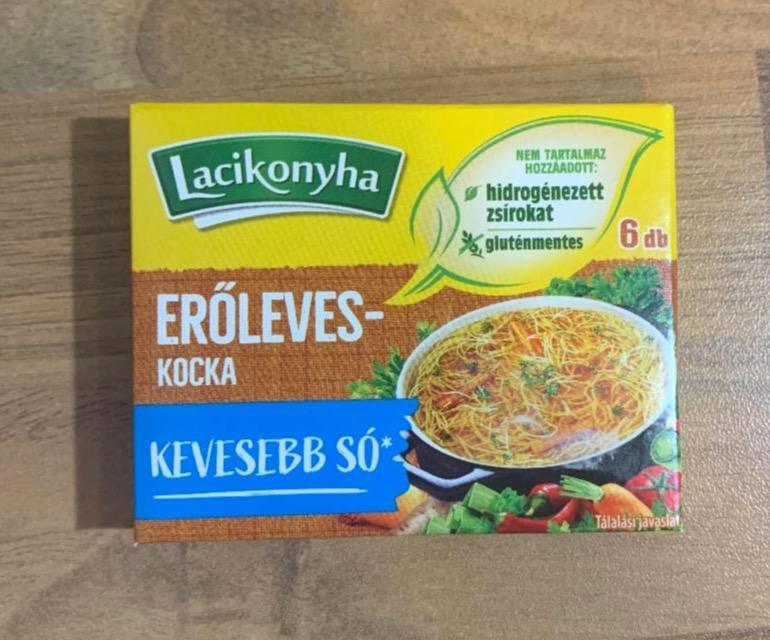 Lacikonyha
NEM TARTALMAZ
HOZZÁADOTT:
hidrogénezett
zsírokat
gluténmentes
6 db
ERŐLEVES-
KOCKA
KEVESEBB SÓ*
Tálalási javaslat